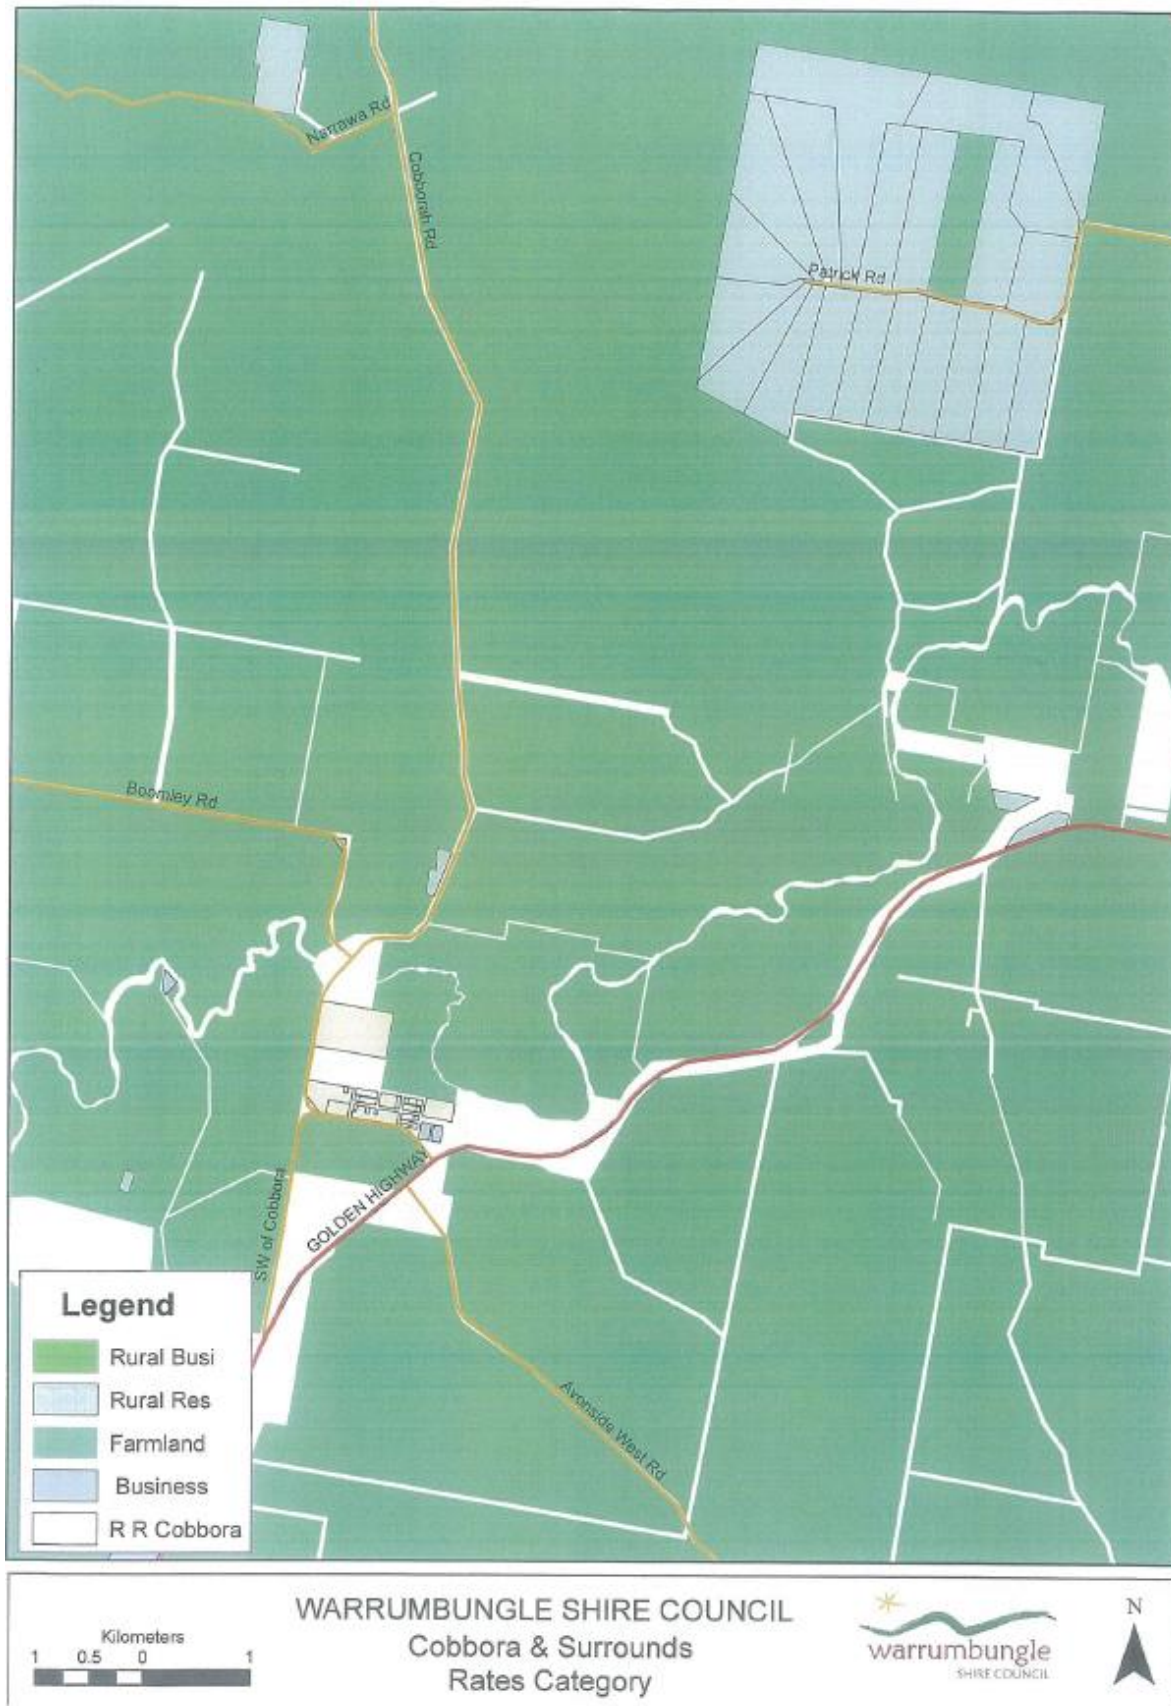 Narrawa Rd
Cobborah Rd
Patrick Rd
Boomley Rd
SW of Cobbora
GOLDEN HIGHWAY
Avonside West Rd
Legend
Rural Busi
Rural Res
Farmland
Business
R R Cobbora
Kilometers
1 0.5 0 1
WARRUMBUNGLE SHIRE COUNCIL
Cobbora & Surrounds
Rates Category
warrumbungle
SHIRE COUNCIL
N